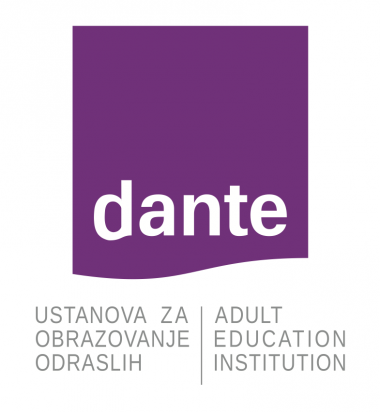 dante
USTANOVA ZA
OBRAZOVANJE
ODRASLIH
ADULT
EDUCATION
INSTITUTION